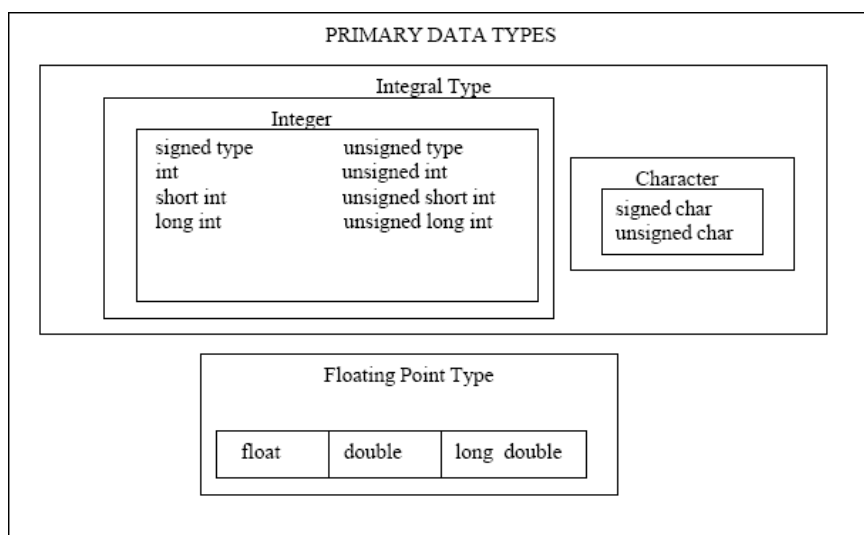 PRIMARY DATA TYPES
Integral Type
Integer
signed type unsigned type
int unsigned int
short int unsigned short int
long int unsigned long int
Character
signed char
unsigned char
Floating Point Type
float double long double